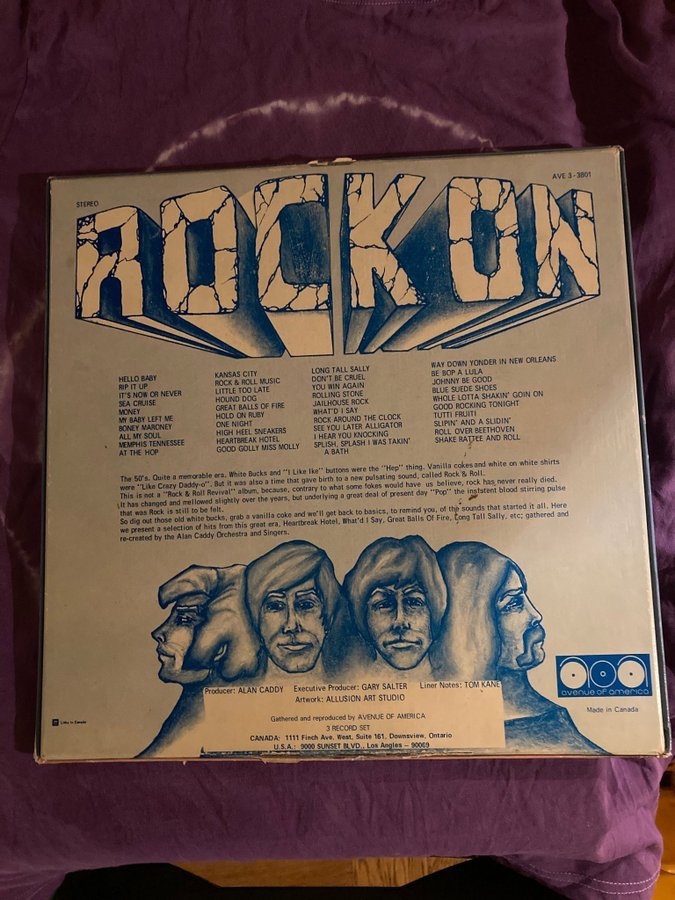 STEREO
AVE 3-3801
ROCK ON
HELLO BABY
RIP IT UP
IT'S NOW OR NEVER
SEA CRUISE
MONEY
MY BABY LEFT ME
BONEY MARONEY
ALL MY SOUL
MEMPHIS TENNESSEE
AT THE HOP
KANSAS CITY
ROCK & ROLL MUSIC
LITTLE TOO LATE
HOUND DOG
GREAT BALLS OF FIRE
HOLD ON RUBY
ONE NIGHT
HIGH HEEL SNEAKERS
HEARTBREAK HOTEL
GOOD GOLLY MISS MOLLY
LONG TALL SALLY
DON'T BE CRUEL
YOU WIN AGAIN
ROLLING STONE
JAILHOUSE ROCK
WHAT'D I SAY
ROCK AROUND THE CLOCK
SEE YOU LATER ALLIGATOR
I HEAR YOU KNOCKING
SPLISH, SPLASH I WAS TAKIN'
A BATH
WAY DOWN YONDER IN NEW ORLEANS
BE BOP A LULA
JOHNNY BE GOOD
BLUE SUEDE SHOES
WHOLE LOTTA SHAKIN' GOIN ON
GOOD ROCKING TONIGHT
TUTTI FRUITI
SLIPIN' AND A SLIDIN'
ROLL OVER BEETHOVEN
SHAKE RATTLE AND ROLL
The 50's. Quite a memorable era. White Bucks and "I Like Ike" buttons were the "Hep" thing. Vanilla cokes and white on white shirts
were "Like Crazy Daddy-o". But it was also a time that gave birth to a new pulsating sound, called Rock & Roll.
This is not a "Rock & Roll Revival" album, because, contrary to what some fokes would have us believe, rock has never really died.
It has changed and mellowed slightly over the years, but underlying a great deal of present day "Pop" the instistent blood stirring pulse
that was Rock is still to be felt.
So dig out those old white bucks, grab a vanilla coke and we'll get back to basics, to remind you, of the sounds that started it all. Here
we present a selection of hits from this great era, Heartbreak Hotel, What'd I Say, Great Balls Of Fire, Long Tall Sally, etc; gathered and
re-created by the Alan Caddy Orchestra and Singers.
Producer: ALAN CADDY Executive Producer: GARY SALTER Liner Notes: TOM KANE
Artwork: ALLUSION ART STUDIO
Gathered and reproduced by AVENUE OF AMERICA
3 RECORD SET
CANADA: 1111 Finch Ave. West, Suite 161, Downsview, Ontario
U.S.A.: 9000 SUNSET BLVD., Los Angles - 90069
avenue of america
Made in Canada
Litho in Canada